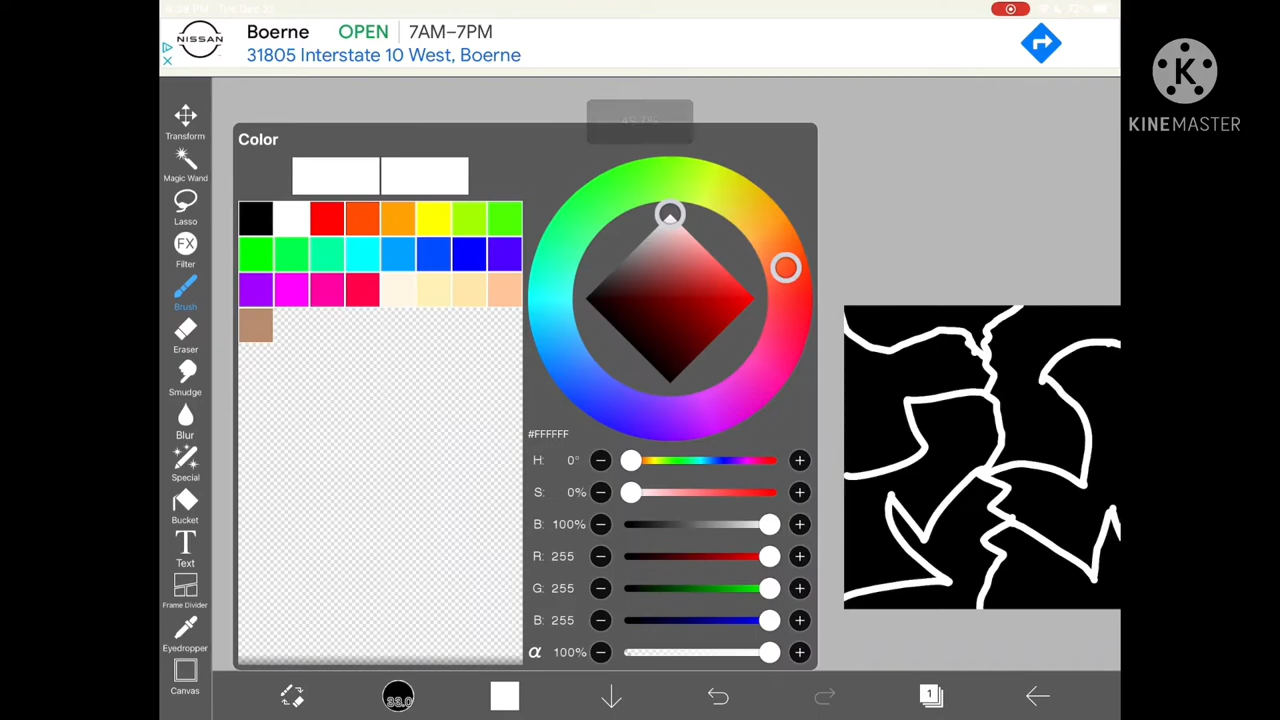 NISSAN
Boerne OPEN 7AM–7PM
31805 Interstate 10 West, Boerne
KINEMASTER
K
Transform
Magic Wand
Lasso
FX
Filter
Brush
Eraser
Smudge
Blur
Special
Bucket
T
Text
Frame Divider
Eyedropper
Canvas
Color
#FFFFFF
H: 0°
S: 0%
B: 100%
R: 255
G: 255
B: 255
α 100%
33.0
1